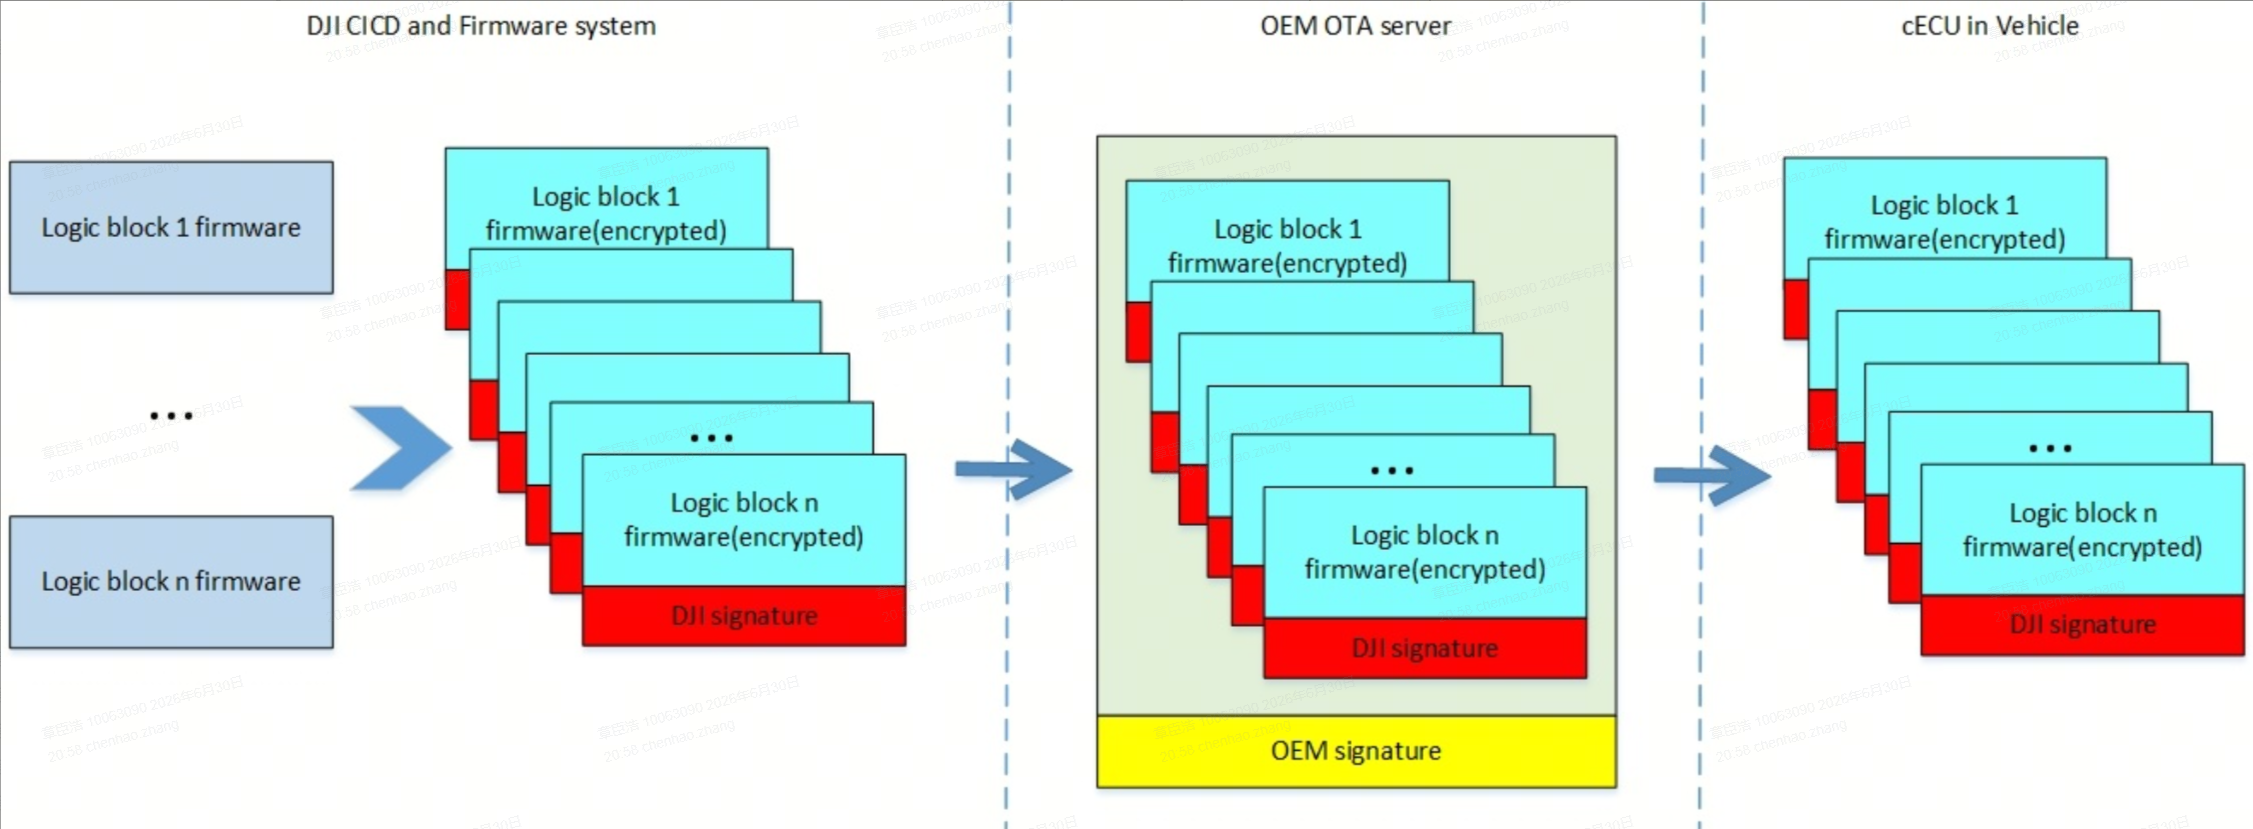 DJI CICD and Firmware system
OEM OTA server
cECU in Vehicle
Logic block 1 firmware
...
Logic block n firmware
Logic block 1
firmware(encrypted)
...
Logic block n
firmware(encrypted)
DJI signature
Logic block 1
firmware(encrypted)
...
Logic block n
firmware(encrypted)
DJI signature
OEM signature
Logic block 1
firmware(encrypted)
...
Logic block n
firmware(encrypted)
DJI signature